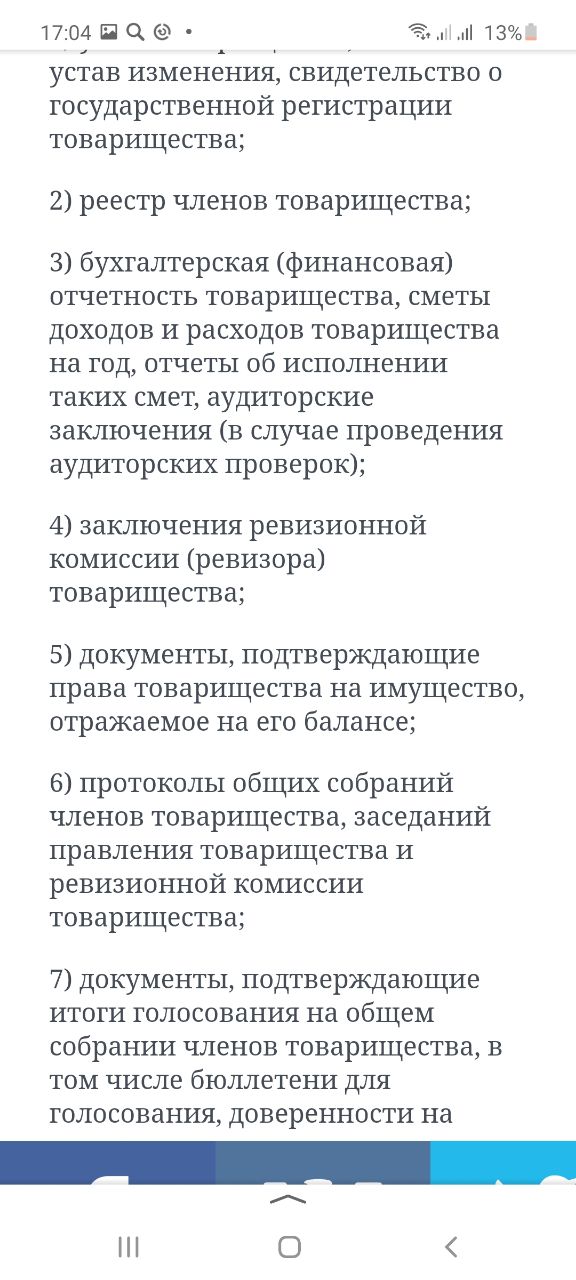 17:04
13%
устав изменения, свидетельство о
государственной регистрации
товарищества;
2) реестр членов товарищества;
3) бухгалтерская (финансовая)
отчетность товарищества, сметы
доходов и расходов товарищества
на год, отчеты об исполнении
таких смет, аудиторские
заключения (в случае проведения
аудиторских проверок);
4) заключения ревизионной
комиссии (ревизора)
товарищества;
5) документы, подтверждающие
права товарищества на имущество,
отражаемое на его балансе;
6) протоколы общих собраний
членов товарищества, заседаний
правления товарищества и
ревизионной комиссии
товарищества;
7) документы, подтверждающие
итоги голосования на общем
собрании членов товарищества, в
том числе бюллетени для
голосования, доверенности на